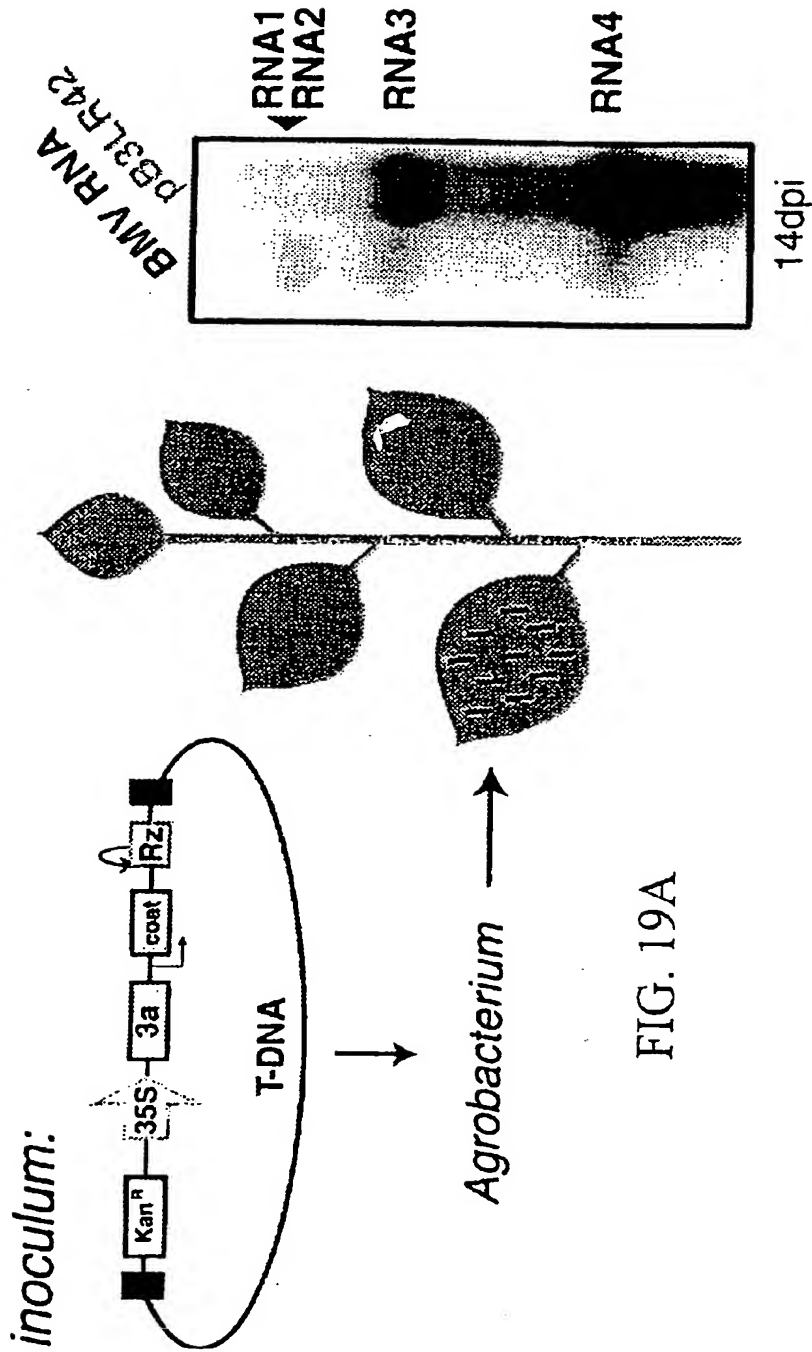 inoculum:
Kan R
35S
3a
coat
Rz
T-DNA
Agrobacterium
FIG. 19A
BMV RNA
pB3LR42
RNA1
RNA2
RNA3
RNA4
14dpi